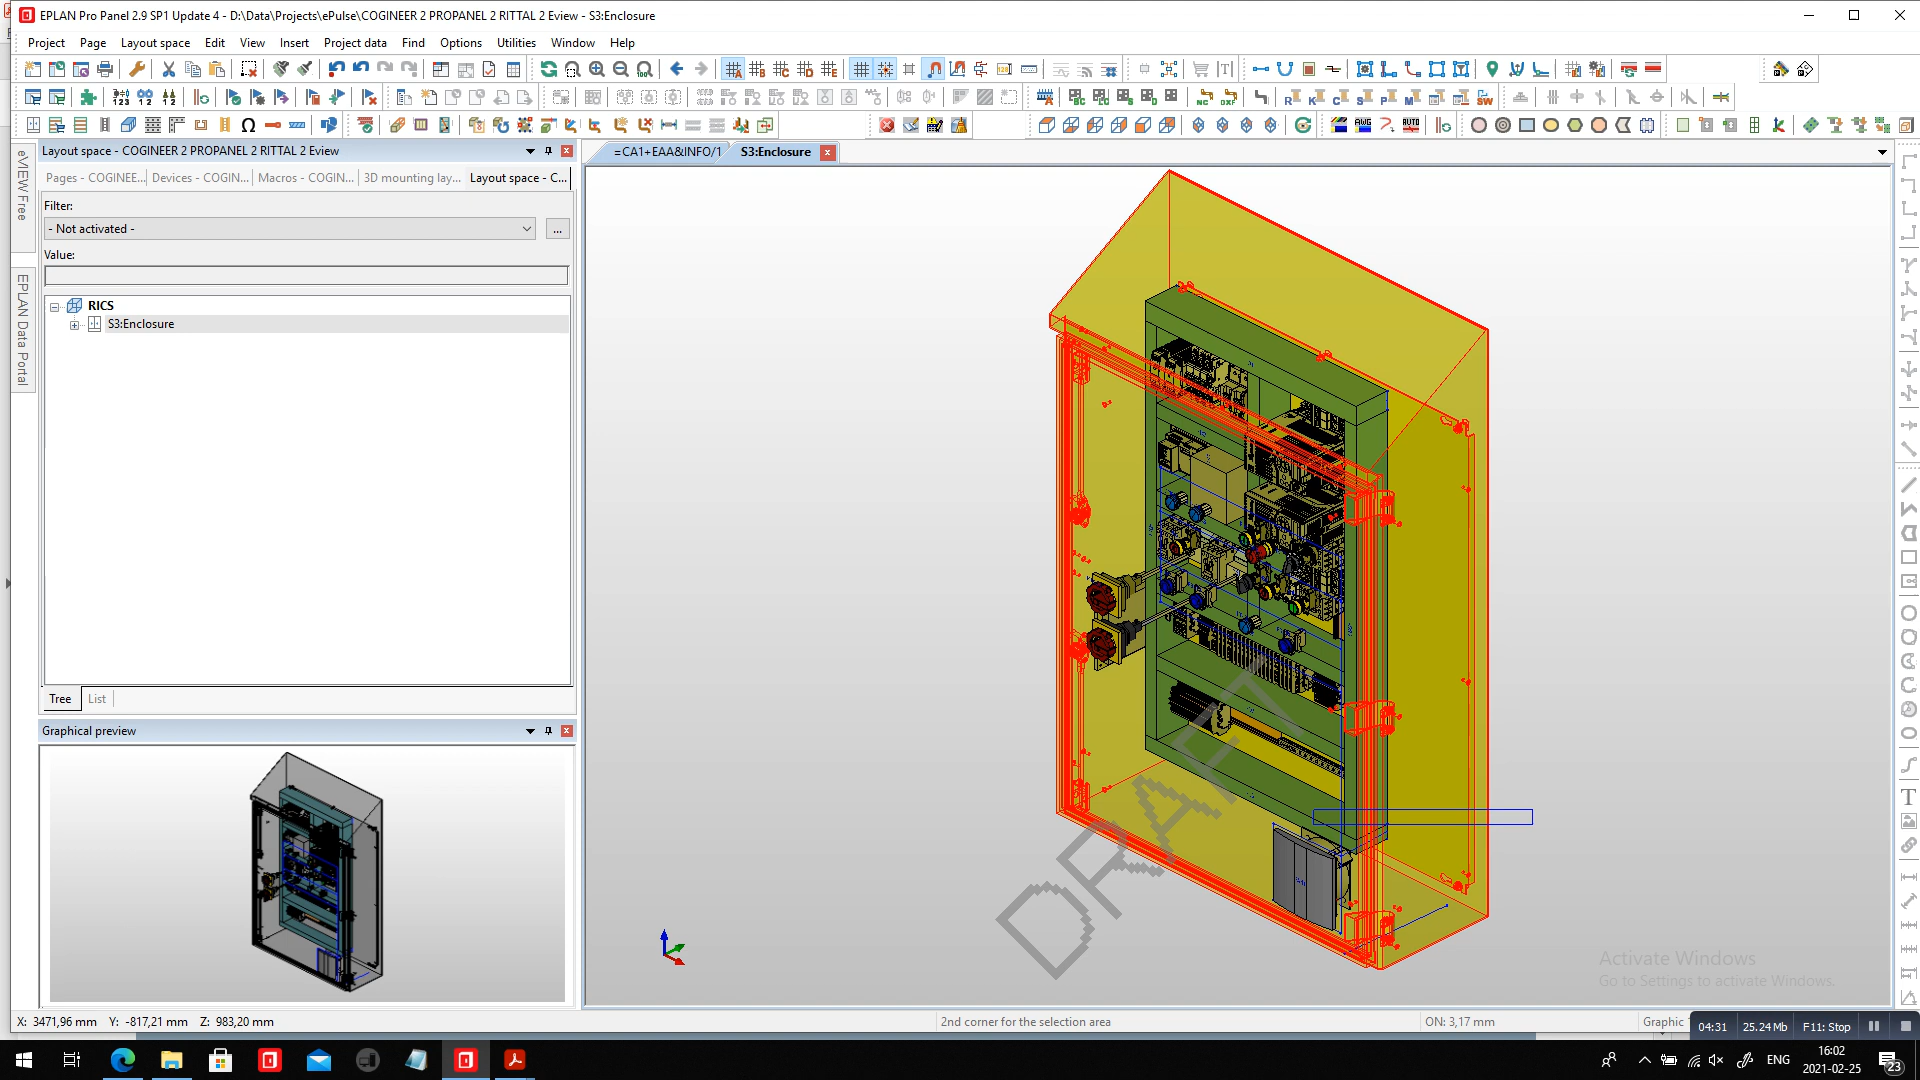 EPLAN Pro Panel 2.9 SP1 Update 4 - D:\Data\Projects\ePulse\COGINEER 2 PROPANEL 2 RITTAL 2 Eview - S3:Enclosure
Project Page Layout space Edit View Insert Project data Find Options Utilities Window Help
eVIEW Free
EPLAN Data Portal
Layout space - COGINEER 2 PROPANEL 2 RITTAL 2 Eview
Pages - COGINEE... Devices - COGIN... Macros - COGIN... 3D mounting lay... Layout space - C...
Filter:
- Not activated -
...
Value:
RICS
S3:Enclosure
Tree List
Graphical preview
=CA1+EAA&INFO/1 S3:Enclosure
DRAFT
Activate Windows
Go to Settings to activate Windows.
X: 3471,96 mm Y: -817,21 mm Z: 983,20 mm
2nd corner for the selection area
ON: 3,17 mm
Graphic
04:31 25.24 Mb F11: Stop
ENG
16:02
2021-02-25
23